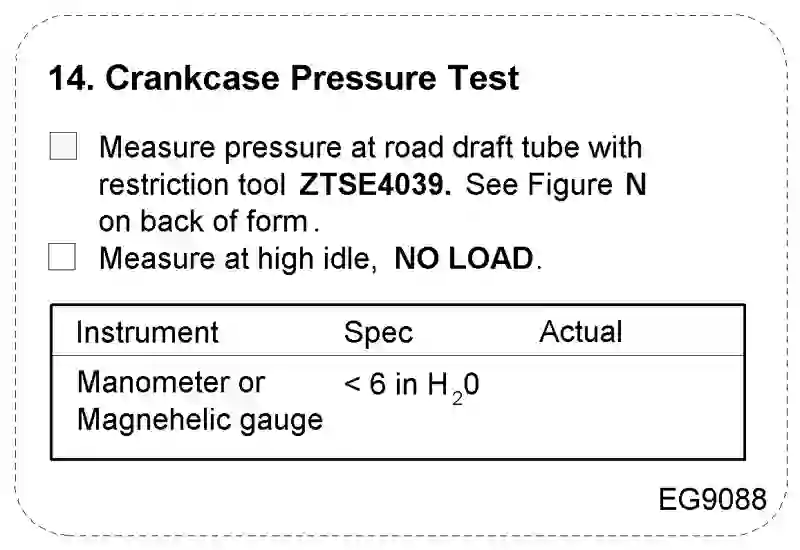 14. Crankcase Pressure Test
Measure pressure at road draft tube with
restriction tool ZTSE4039. See Figure N
on back of form.
Measure at high idle, NO LOAD.
Instrument Spec Actual
Manometer or < 6 in H₂0
Magnehelic gauge
EG9088